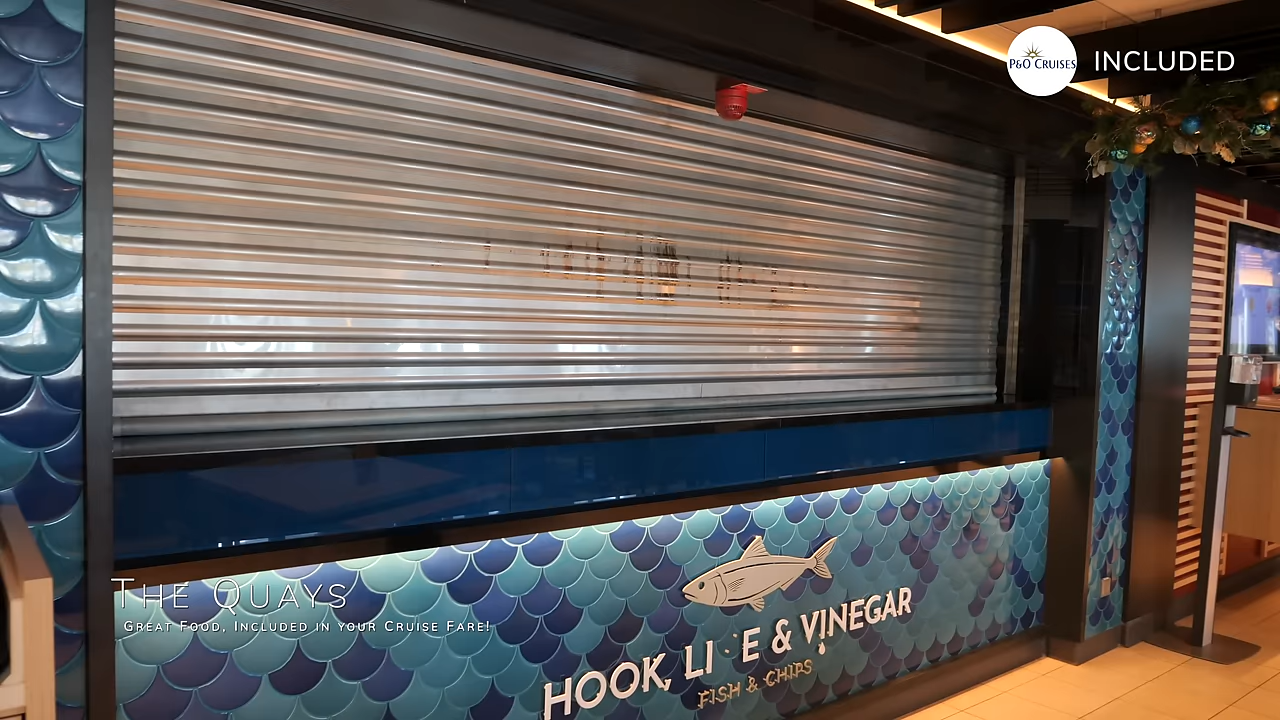 P&O CRUISES
INCLUDED
THE QUAYS
GREAT FOOD, INCLUDED IN YOUR CRUISE FARE!
HOOK, LI E & VINEGAR
FISH & CHIPS